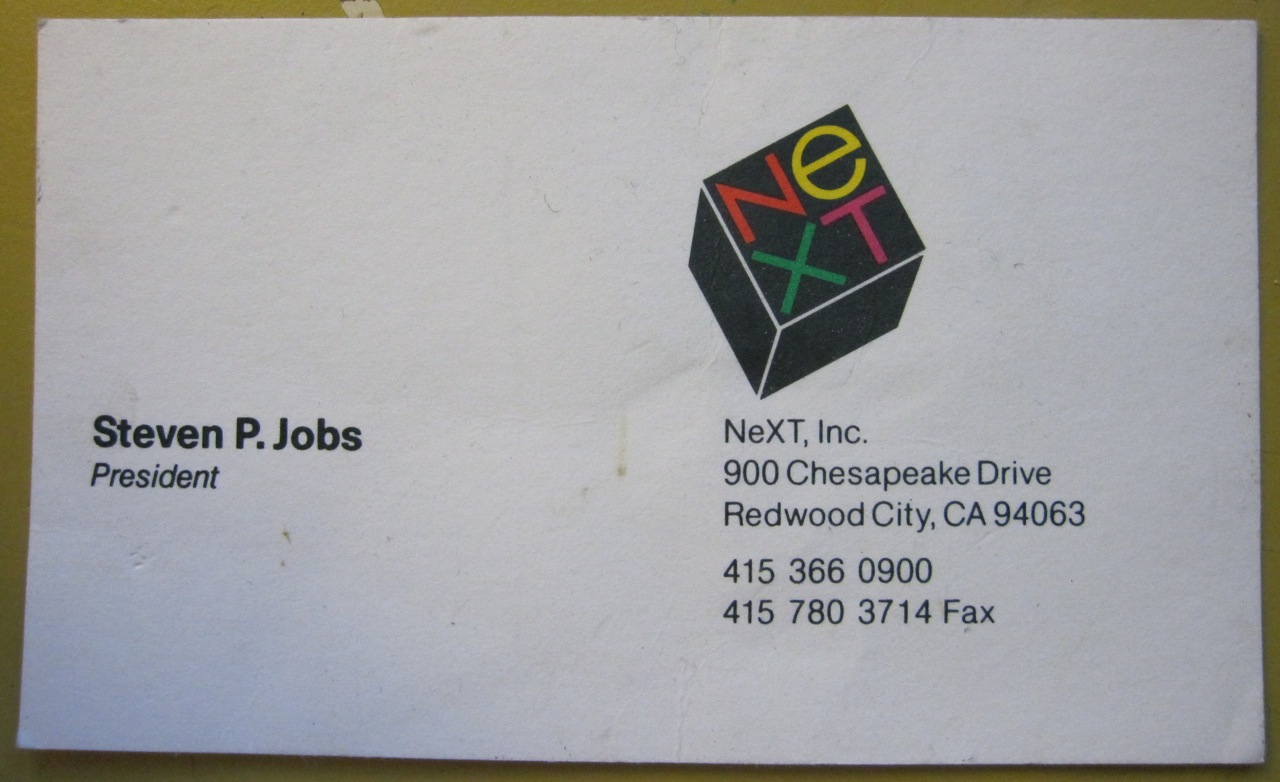 NeXT
Steven P. Jobs
President
NeXT, Inc.
900 Chesapeake Drive
Redwood City, CA 94063
415 366 0900
415 780 3714 Fax